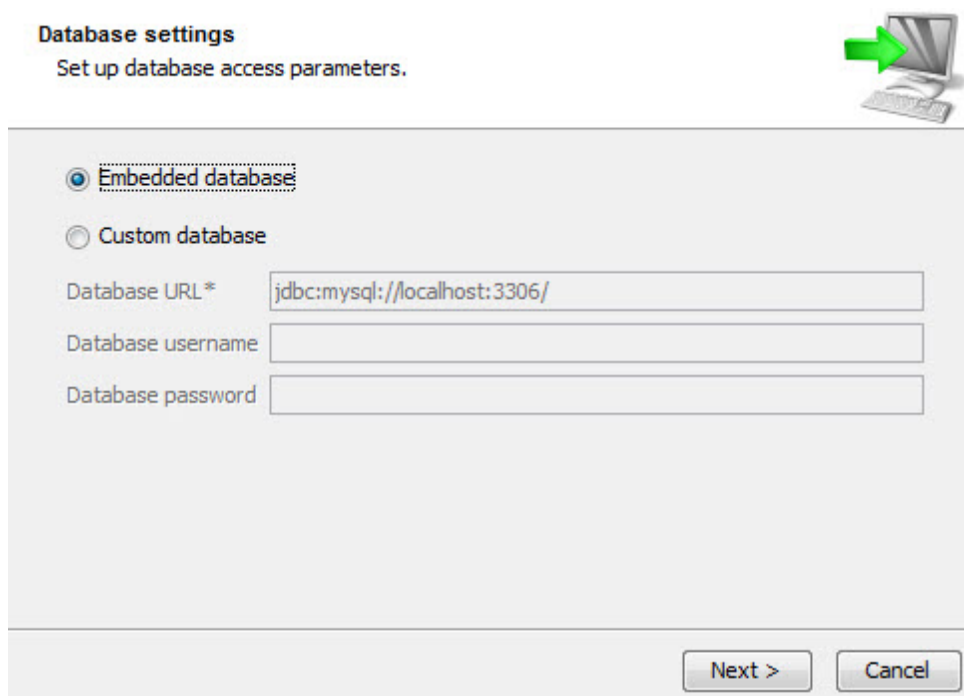 Database settings
Set up database access parameters.
Embedded database
Custom database
Database URL* jdbc:mysql://localhost:3306/
Database username
Database password
Next > Cancel